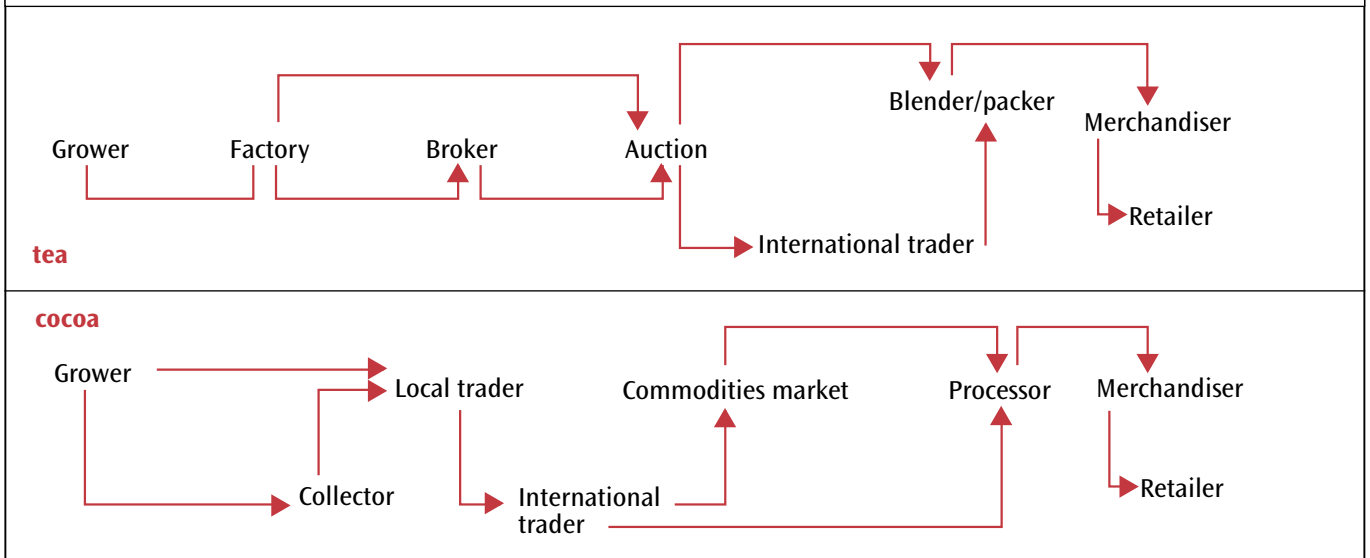 Blender/packer
Merchandiser
Grower
Factory
Broker
Auction
Retailer
International trader
tea
cocoa
Grower
Local trader
Commodities market
Processor
Merchandiser
Collector
International
trader
Retailer